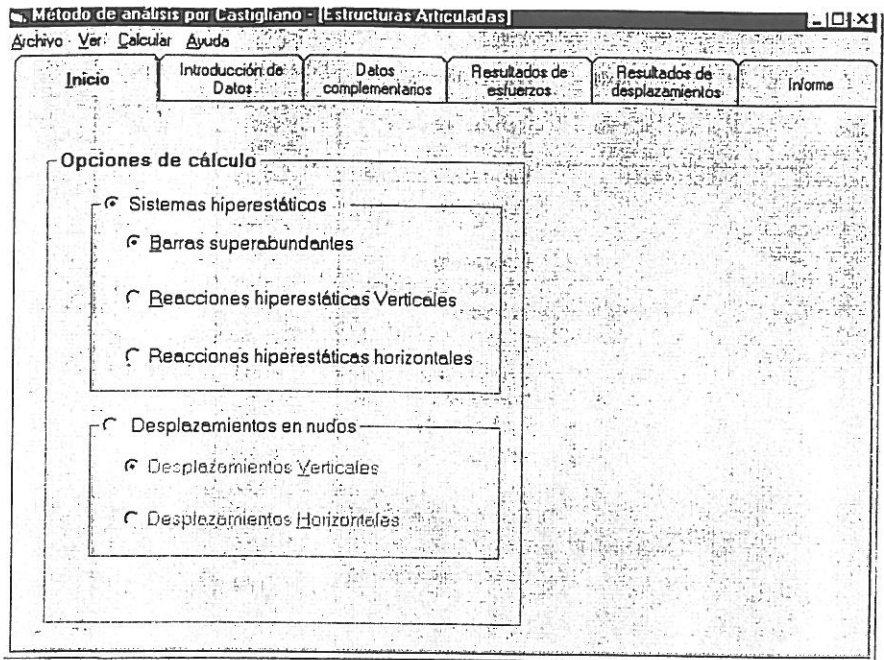 Método de análisis por Castigliano - [Estructuras Articuladas]
Archivo Ver Calcular Ayuda
Inicio
Introducción de
Datos
Datos
complementarios
Resultados de
esfuerzos
Resultados de
desplazamientos
Informe
Opciones de cálculo
Sistemas hiperestáticos
Barras superabundantes
Reacciones hiperestáticas Verticales
Reacciones hiperestáticas horizontales
Desplazamientos en nudos
Desplazamientos Verticales
Desplazamientos Horizontales